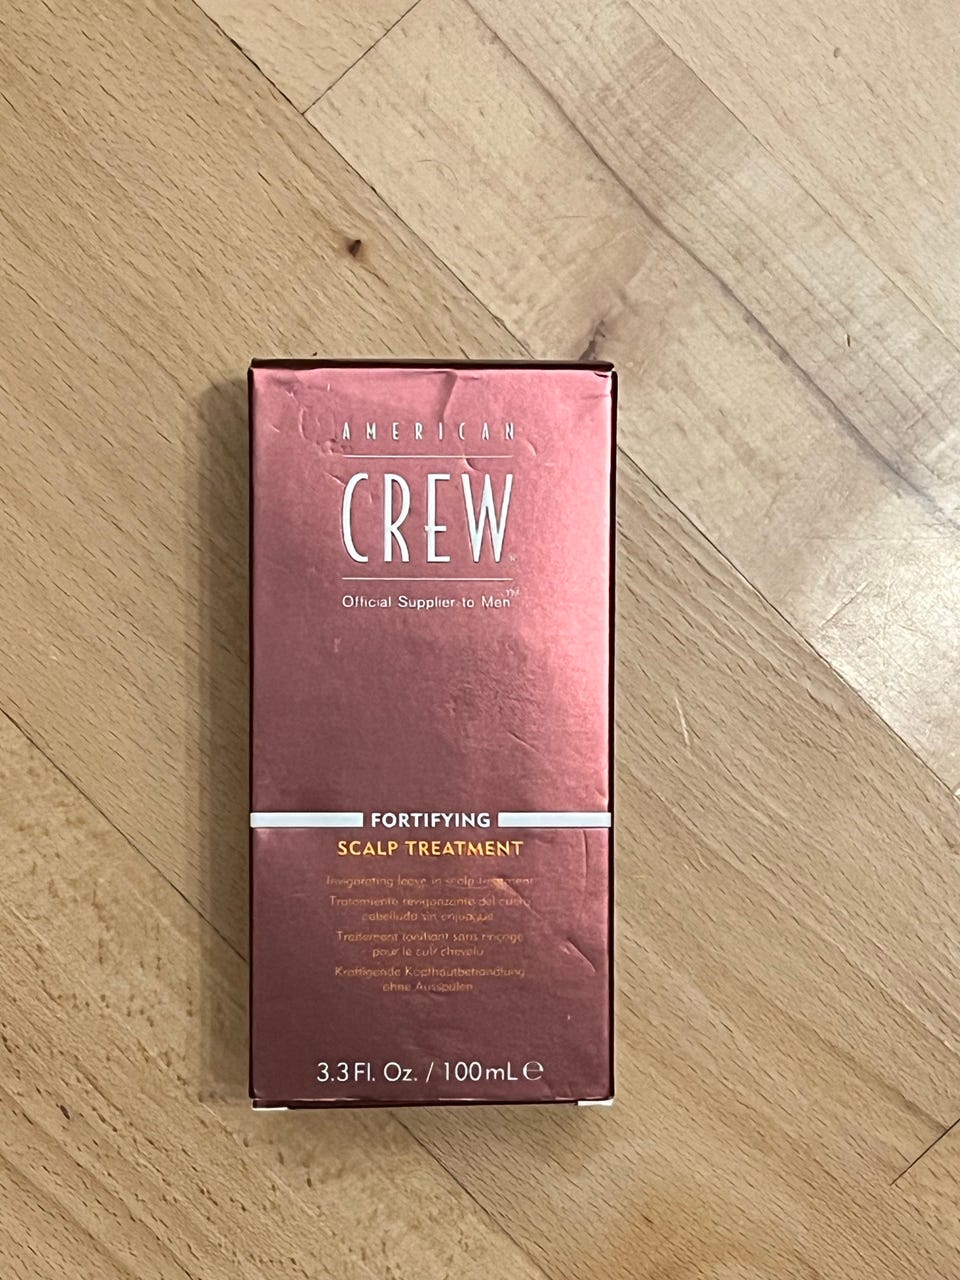 AMERICAN
CREW
Official Supplier to Men™
FORTIFYING
SCALP TREATMENT
Invigorating leave in scalp treatment
Tratamiento revigorizante del cuero
cabelludo sin enjuague
Traitement tonifiant sans rinçage
pour le cuir chevelu
Kräftigende Kopfhautbehandlung
ohne Ausspülen
3.3 Fl. Oz. / 100 mL ℮